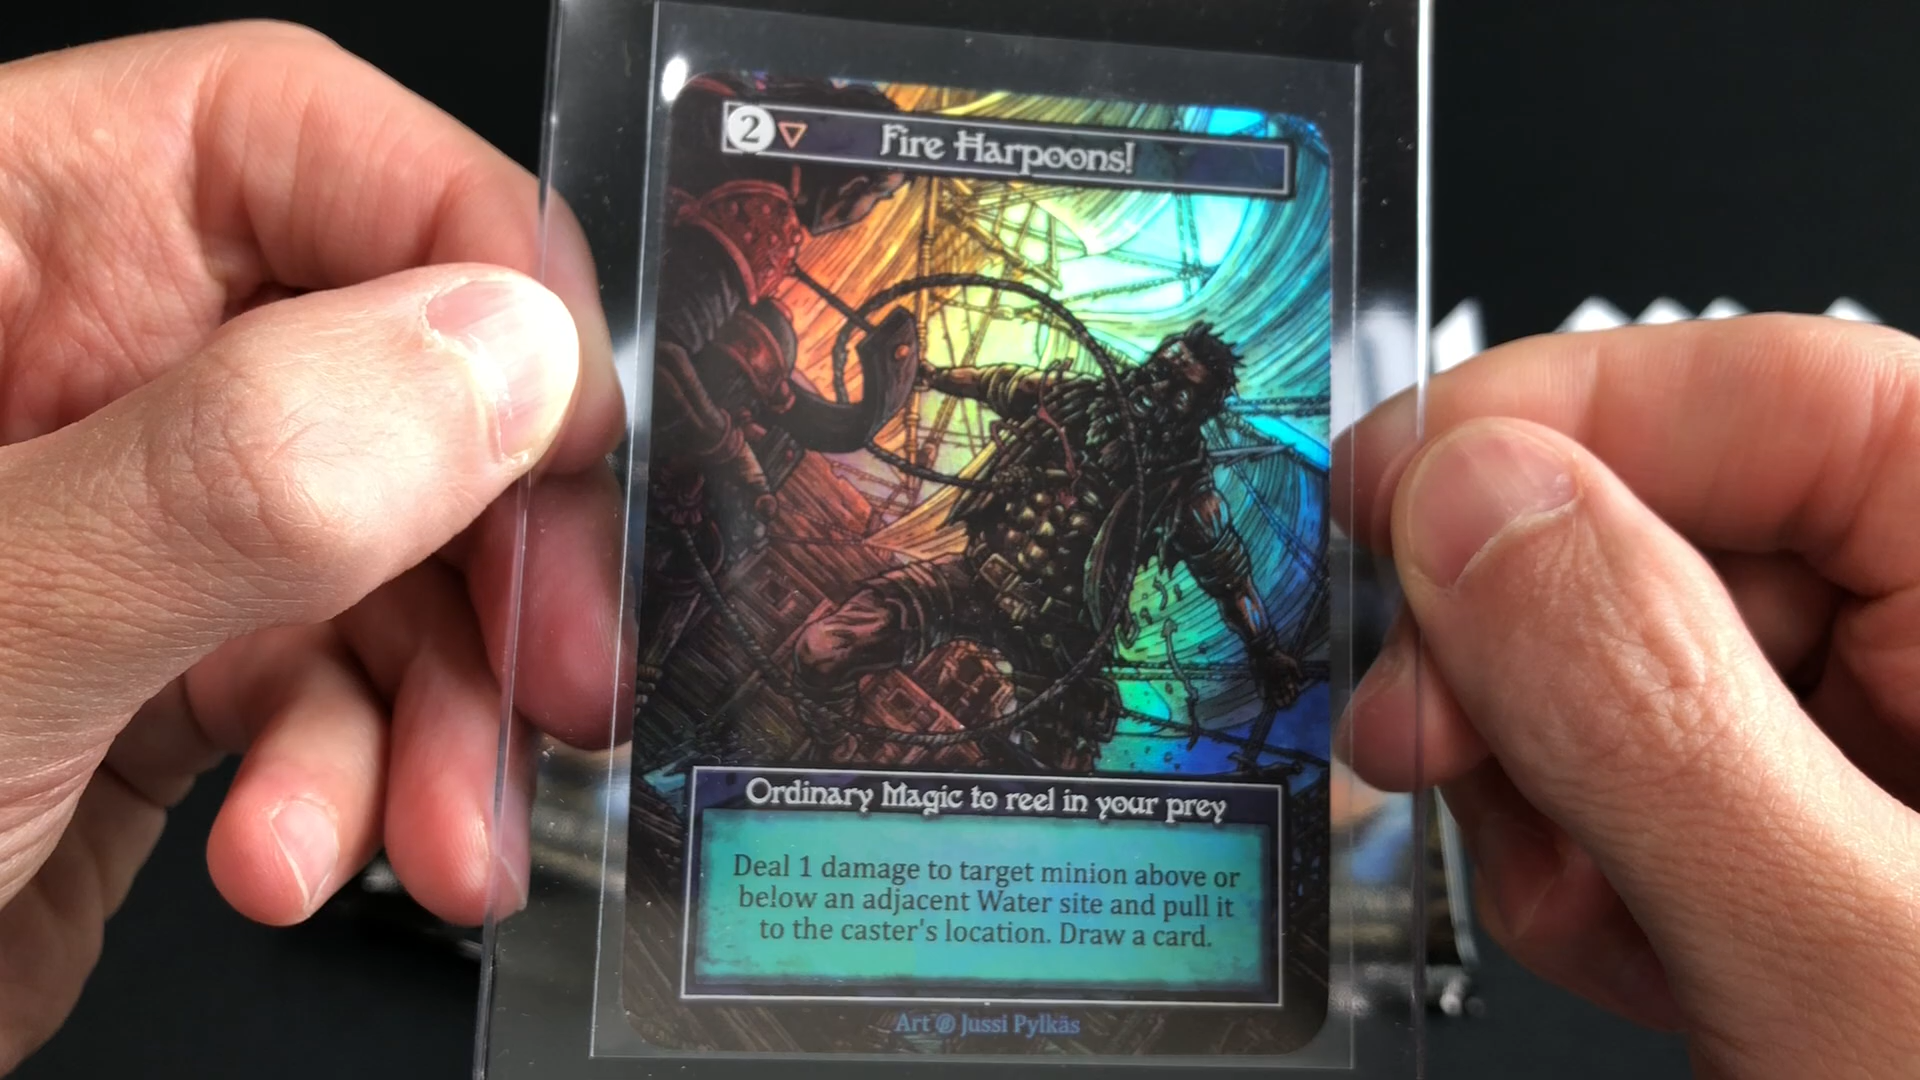 2 Fire Harpoons!
Ordinary Magic to reel in your prey
Deal 1 damage to target minion above or
below an adjacent Water site and pull it
to the caster's location. Draw a card.
Art @ Jussi Pylkäs